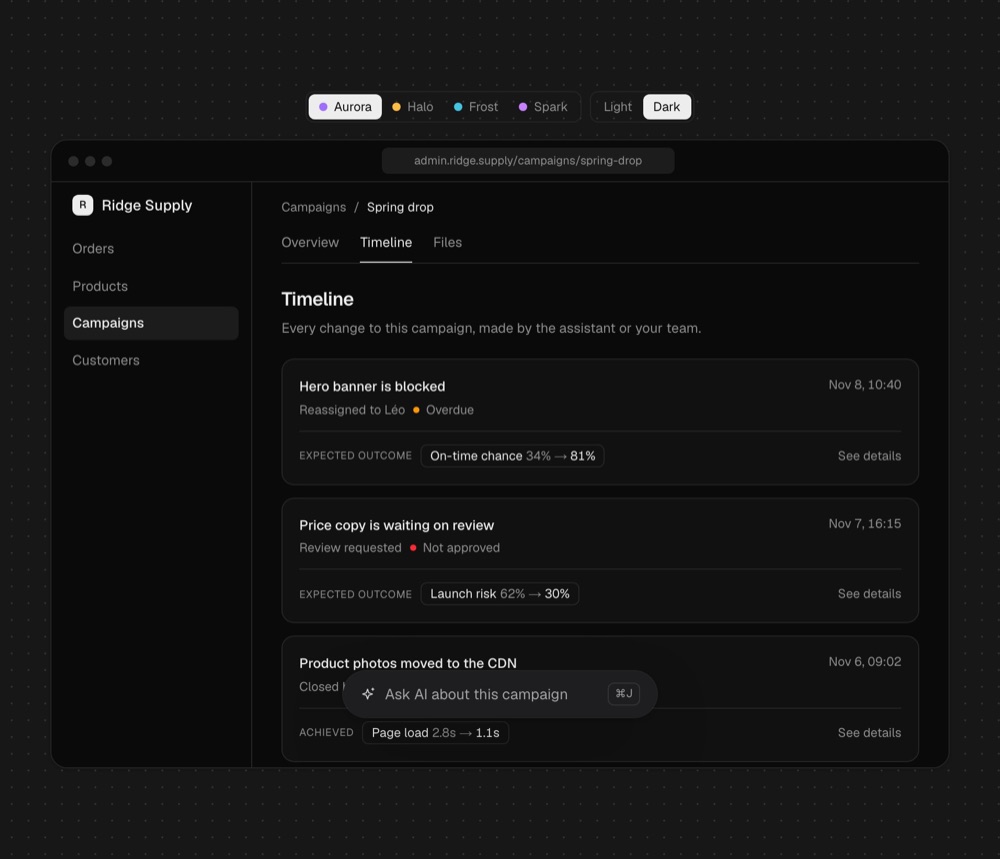 Aurora Halo Frost Spark Light Dark
admin.ridge.supply/campaigns/spring-drop
R Ridge Supply
Orders
Products
Campaigns
Customers
Campaigns / Spring drop
Overview Timeline Files
Timeline
Every change to this campaign, made by the assistant or your team.
Hero banner is blocked Nov 8, 10:40
Reassigned to Léo Overdue
EXPECTED OUTCOME On-time chance 34% → 81% See details
Price copy is waiting on review Nov 7, 16:15
Review requested Not approved
EXPECTED OUTCOME Launch risk 62% → 30% See details
Product photos moved to the CDN Nov 6, 09:02
Closed
Ask AI about this campaign ⌘J
ACHIEVED Page load 2.8s → 1.1s See details